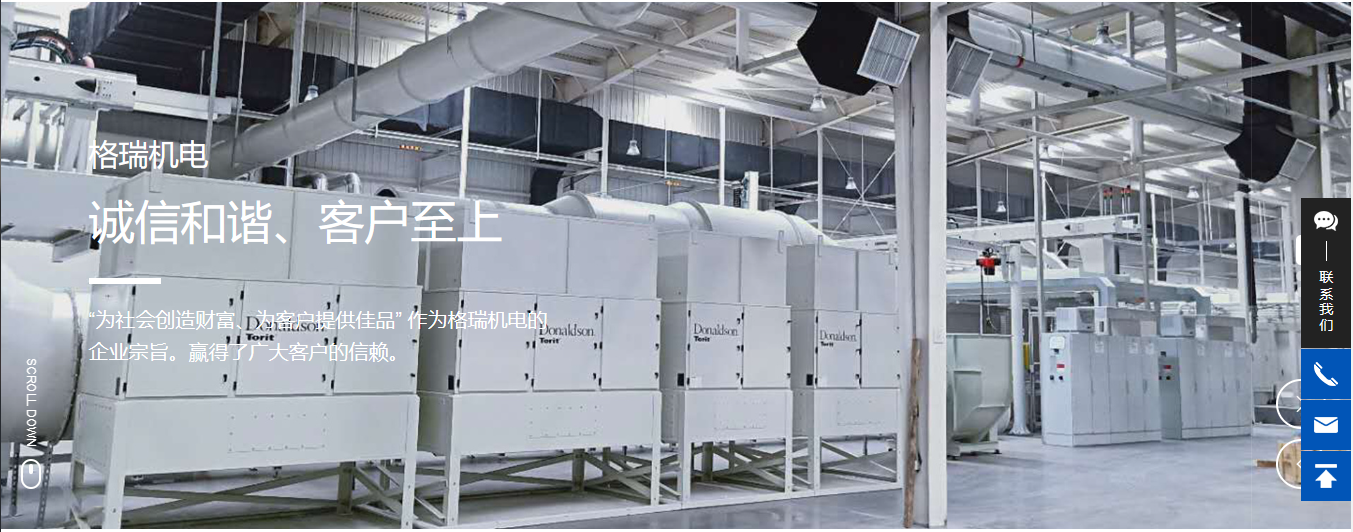 格瑞机电
诚信和谐、客户至上
“为社会创造财富、为客户提供佳品” 作为格瑞机电的
企业宗旨。赢得了广大客户的信赖。
Donaldson.
Torit
Donaldson.
Torit
Donaldson.
Torit
Donaldson.
Torit
SCROLL DOWN
联系我们